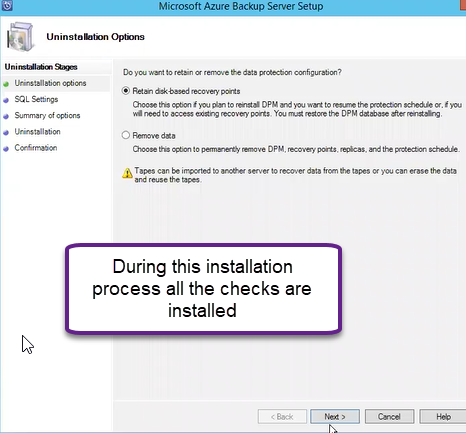 Microsoft Azure Backup Server Setup
Uninstallation Options
Uninstallation Stages
Uninstallation options
SQL Settings
Summary of options
Uninstallation
Confirmation
Do you want to retain or remove the data protection configuration?
Retain disk-based recovery points
Choose this option if you plan to reinstall DPM and you want to resume the protection schedule or, if you
will need to access existing recovery points. You must restore the DPM database after reinstalling.
Remove data
Choose this option to permanently remove DPM, recovery points, replicas, and the protection schedule.
Tapes can be imported to another server to recover data from the tapes or you can erase the data
and reuse the tapes.
During this installation
process all the checks are
installed
< Back
Next >
Cancel
Help